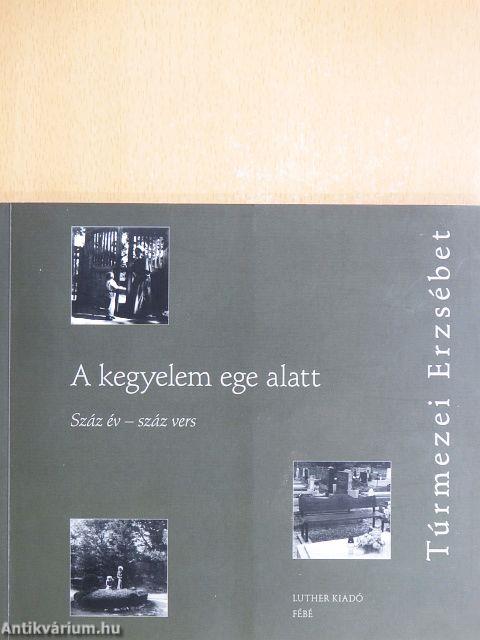 A kegyelem ege alatt
Száz év – száz vers
Túrmezei Erzsébet
LUTHER KIADÓ
FÉBÉ
Antikvárium.hu